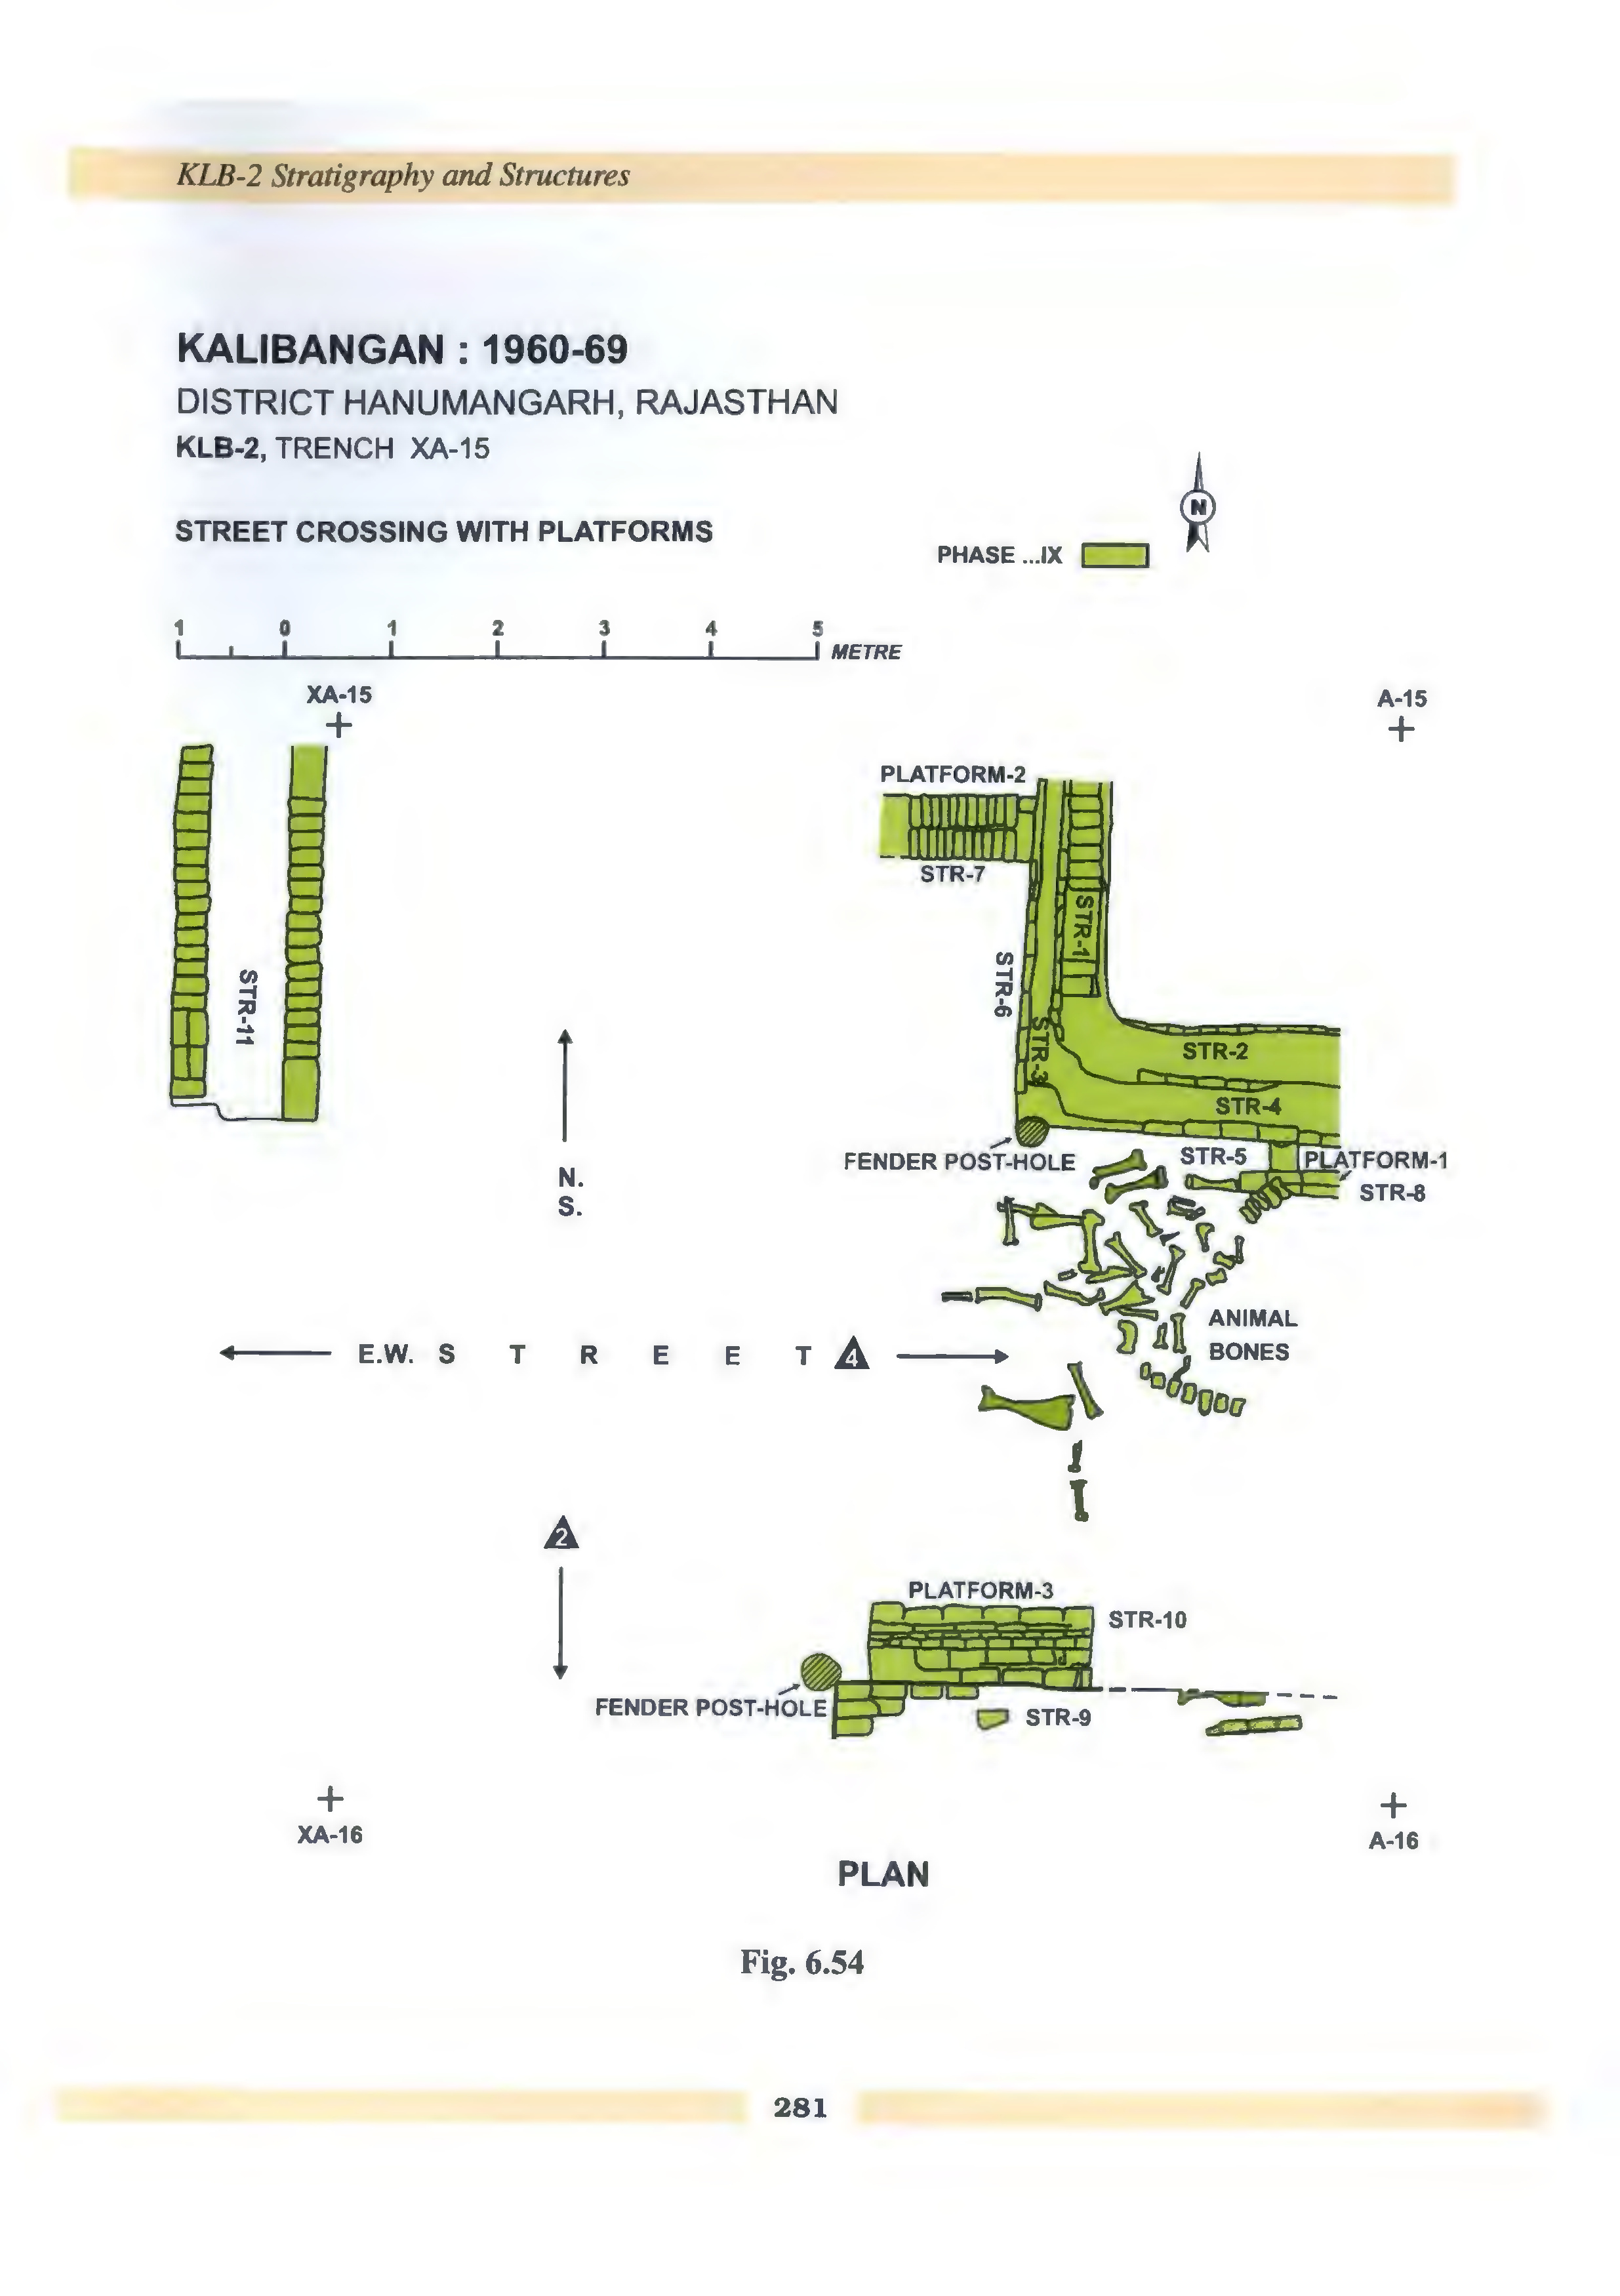 KLB-2 Stratigraphy and Structures
KALIBANGAN : 1960-69
DISTRICT HANUMANGARH, RAJASTHAN
KLB-2, TRENCH XA-15
STREET CROSSING WITH PLATFORMS
N
PHASE ...IX
1 0 1 2 3 4 5
METRE
XA-15
A-15
PLATFORM-2
STR-7
STR-1
STR-6
STR-11
STR-3
STR-2
STR-4
FENDER POST-HOLE
STR-5
PLATFORM-1
STR-8
N.
S.
ANIMAL
BONES
E.W. S T R E E T 4
2
PLATFORM-3
STR-10
FENDER POST-HOLE
STR-9
XA-16
A-16
PLAN
Fig. 6.54
281